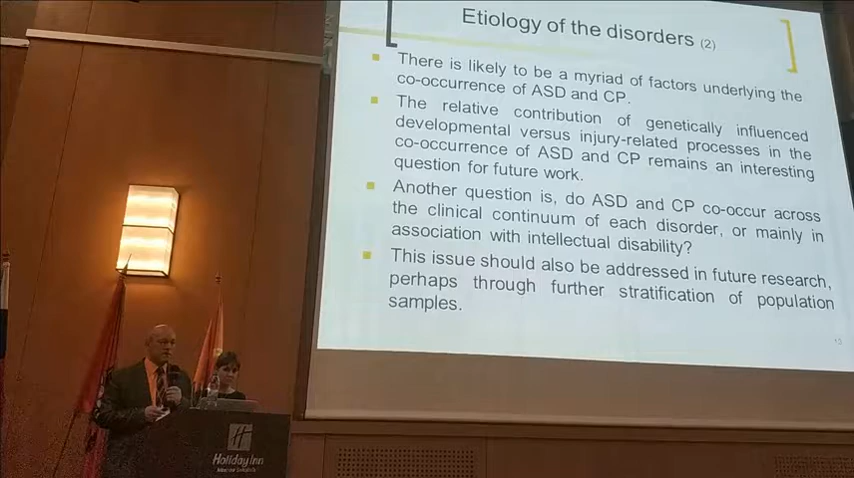 Etiology of the disorders (2)
There is likely to be a myriad of factors underlying the
co-occurrence of ASD and CP.
The relative contribution of genetically influenced
developmental versus injury-related processes in the
co-occurrence of ASD and CP remains an interesting
question for future work.
Another question is, do ASD and CP co-occur across
the clinical continuum of each disorder, or mainly in
association with intellectual disability?
This issue should also be addressed in future research,
perhaps through further stratification of population
samples.
H
Holiday Inn